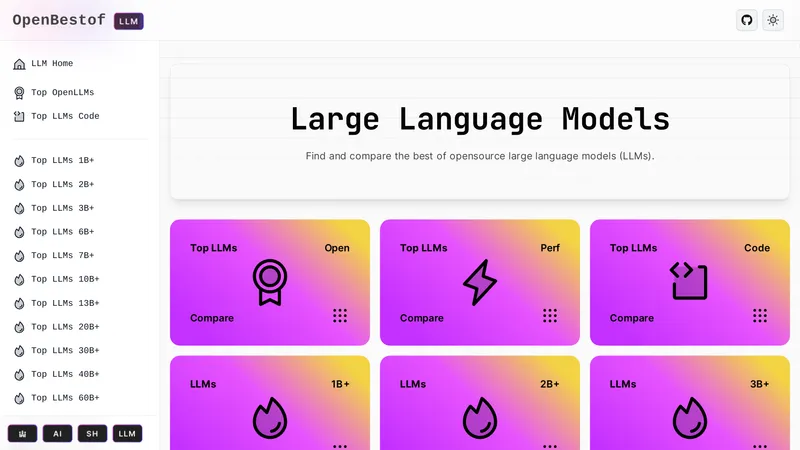 OpenBestof LLM
LLM Home
Top OpenLLMs
Top LLMs Code
Top LLMs 1B+
Top LLMs 2B+
Top LLMs 3B+
Top LLMs 6B+
Top LLMs 7B+
Top LLMs 10B+
Top LLMs 13B+
Top LLMs 20B+
Top LLMs 30B+
Top LLMs 40B+
Top LLMs 60B+
AI SH LLM
Large Language Models
Find and compare the best of opensource large language models (LLMs).
Top LLMs Open
Compare
Top LLMs Perf
Compare
Top LLMs Code
Compare
LLMs 1B+
LLMs 2B+
LLMs 3B+